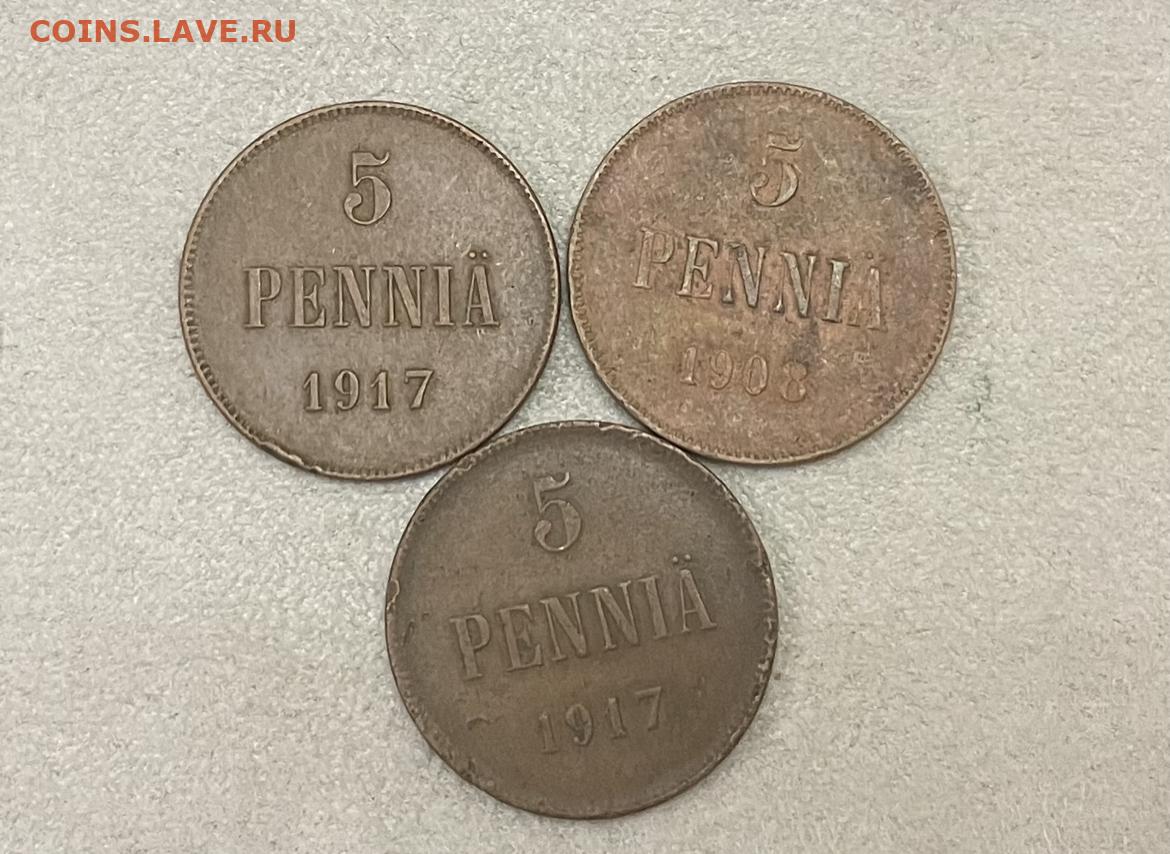 COINS.LAVE.RU
5
PENNIÄ
1917
5
PENNIÄ
1908
5
PENNIÄ
1917